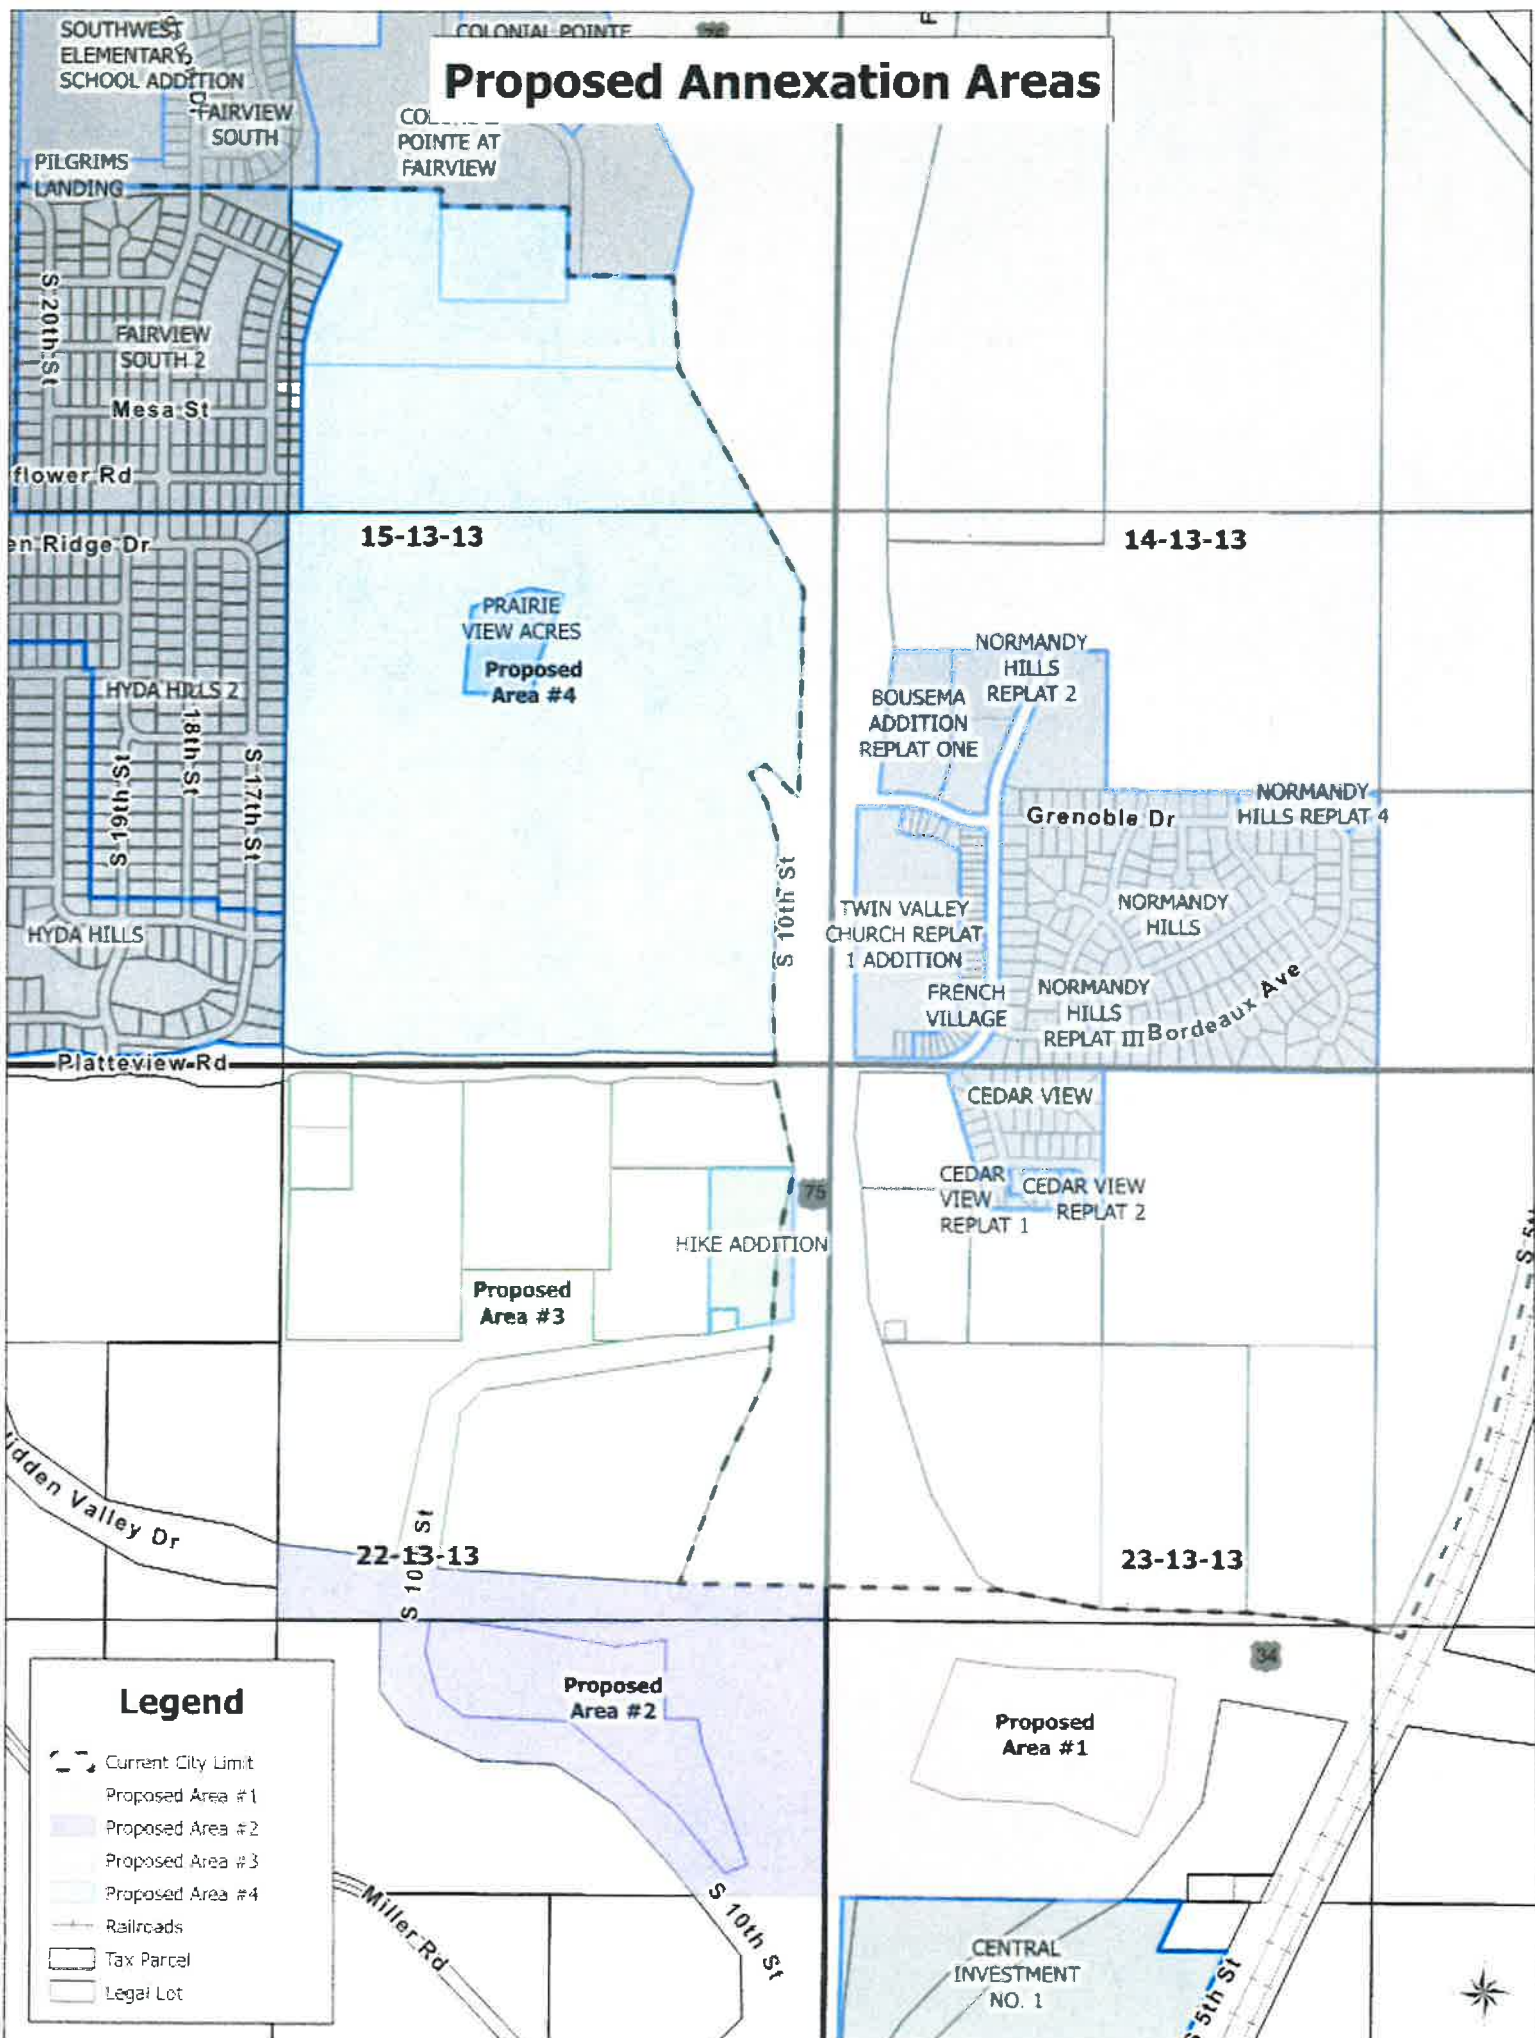 SOUTHWEST
ELEMENTARY
SCHOOL ADDITION
COLONIAL POINTE
Proposed Annexation Areas
FAIRVIEW
SOUTH
POINTE AT
FAIRVIEW
PILGRIMS
LANDING
S 20th St
FAIRVIEW
SOUTH 2
Mesa St
flower Rd
en Ridge Dr
15-13-13
14-13-13
PRAIRIE
VIEW ACRES
Proposed
Area #4
NORMANDY
HILLS
REPLAT 2
BOUSEMA
ADDITION
REPLAT ONE
HYDA HILLS 2
18th St
S 19th St
S 17th St
NORMANDY
HILLS REPLAT 4
Grenoble Dr
S 10th St
TWIN VALLEY
CHURCH REPLAT
1 ADDITION
NORMANDY
HILLS
HYDA HILLS
FRENCH
VILLAGE
NORMANDY
HILLS
REPLAT III
Bordeaux Ave
Platteview Rd
CEDAR VIEW
CEDAR
VIEW
REPLAT 1
CEDAR VIEW
REPLAT 2
75
HIKE ADDITION
S 5th
Proposed
Area #3
idden Valley Dr
S 10th St
22-13-13
23-13-13
34
Proposed
Area #2
Proposed
Area #1
Legend
Current City Limit
Proposed Area #1
Proposed Area #2
Proposed Area #3
Proposed Area #4
Railroads
Tax Parcel
Legal Lot
Miller Rd
S 10th St
CENTRAL
INVESTMENT
NO. 1
S 5th St